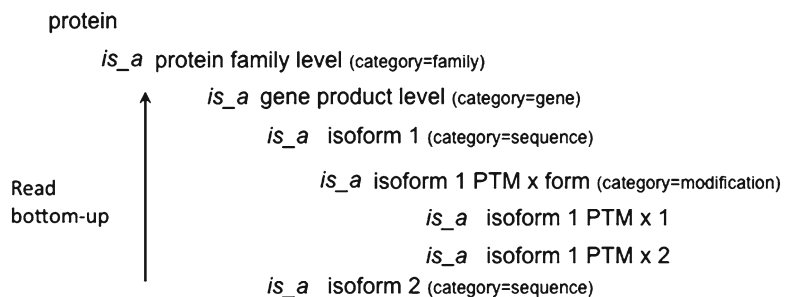 protein
is_a protein family level (category=family)
is_a gene product level (category=gene)
is_a isoform 1 (category=sequence)
is_a isoform 1 PTM x form (category=modification)
is_a isoform 1 PTM x 1
is_a isoform 1 PTM x 2
is_a isoform 2 (category=sequence)
Read
bottom-up